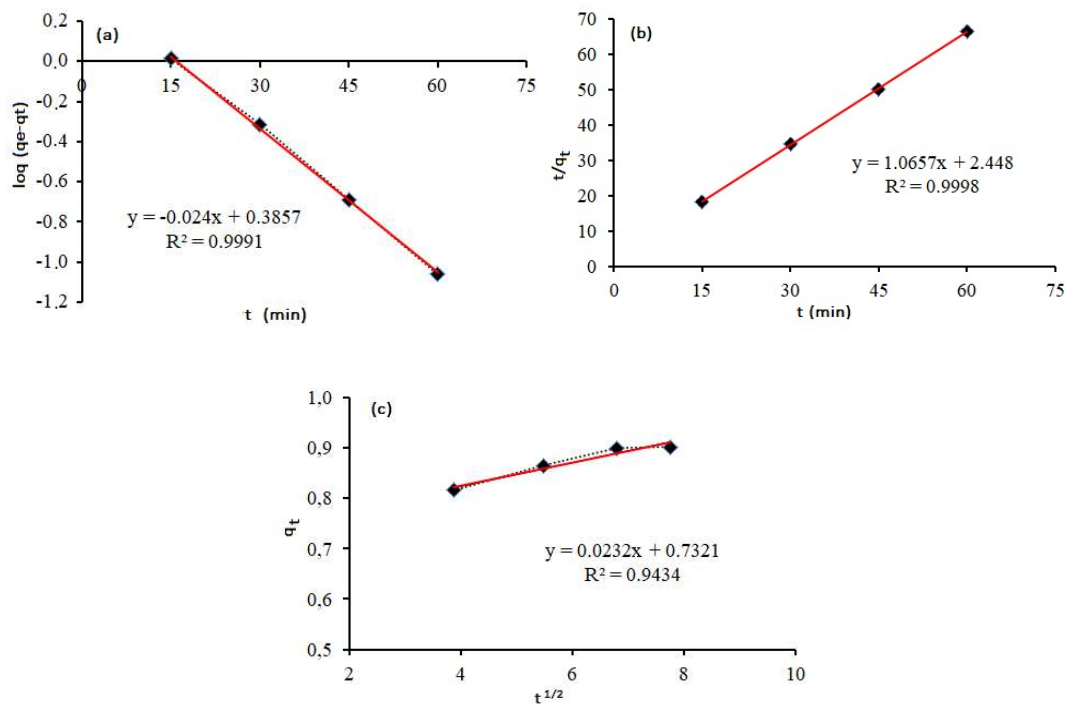 (a)
0,2
0,0
-0,2
-0,4
-0,6
-0,8
-1,0
-1,2
0 15 30 45 60 75
loq (qe-qt)
y = -0.024x + 0.3857
R² = 0.9991
t (min)
(b)
70
60
50
40
30
20
10
0
0 15 30 45 60 75
t/qt
y = 1.0657x + 2.448
R² = 0.9998
t (min)
(c)
1,0
0,9
0,8
0,7
0,6
0,5
2 4 6 8 10
qt
y = 0.0232x + 0.7321
R² = 0.9434
t 1/2